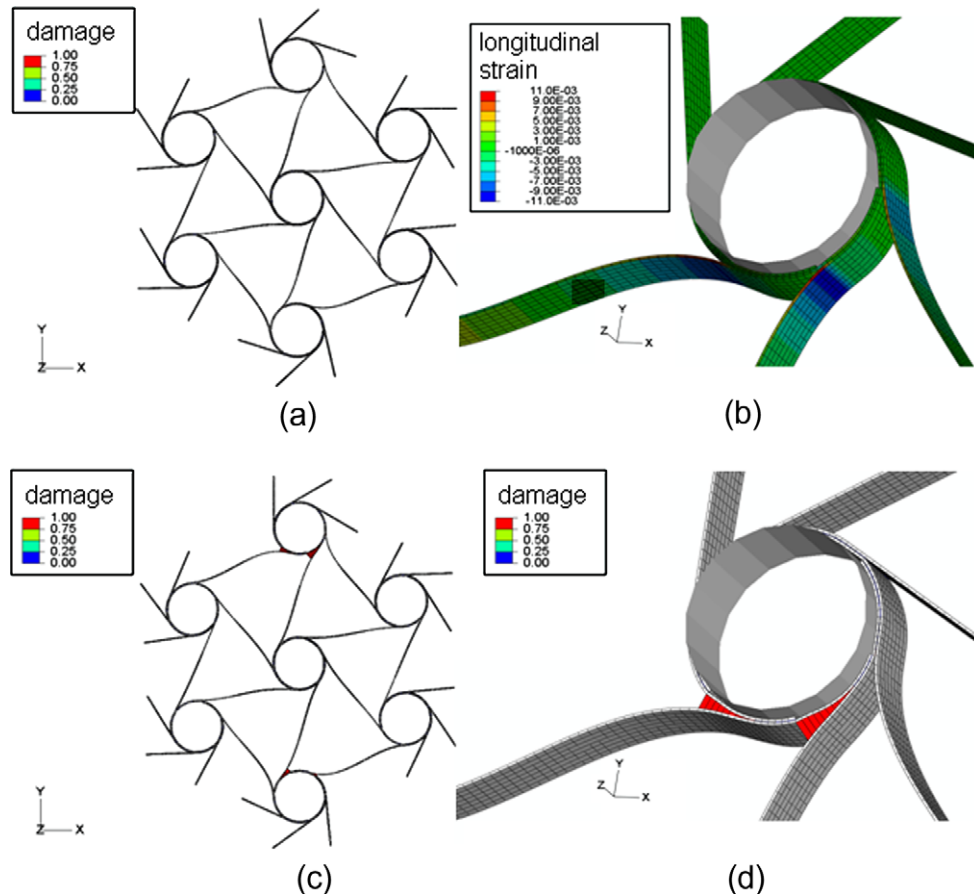 damage
1.00
0.75
0.50
0.25
0.00
Y
Z X
(a)
longitudinal
strain
11.0E-03
9.00E-03
7.00E-03
5.00E-03
3.00E-03
1.00E-03
-1000E-06
-3.00E-03
-5.00E-03
-7.00E-03
-9.00E-03
-11.0E-03
Y
Z
X
(b)
damage
1.00
0.75
0.50
0.25
0.00
Y
Z X
(c)
damage
1.00
0.75
0.50
0.25
0.00
Y
Z
X
(d)